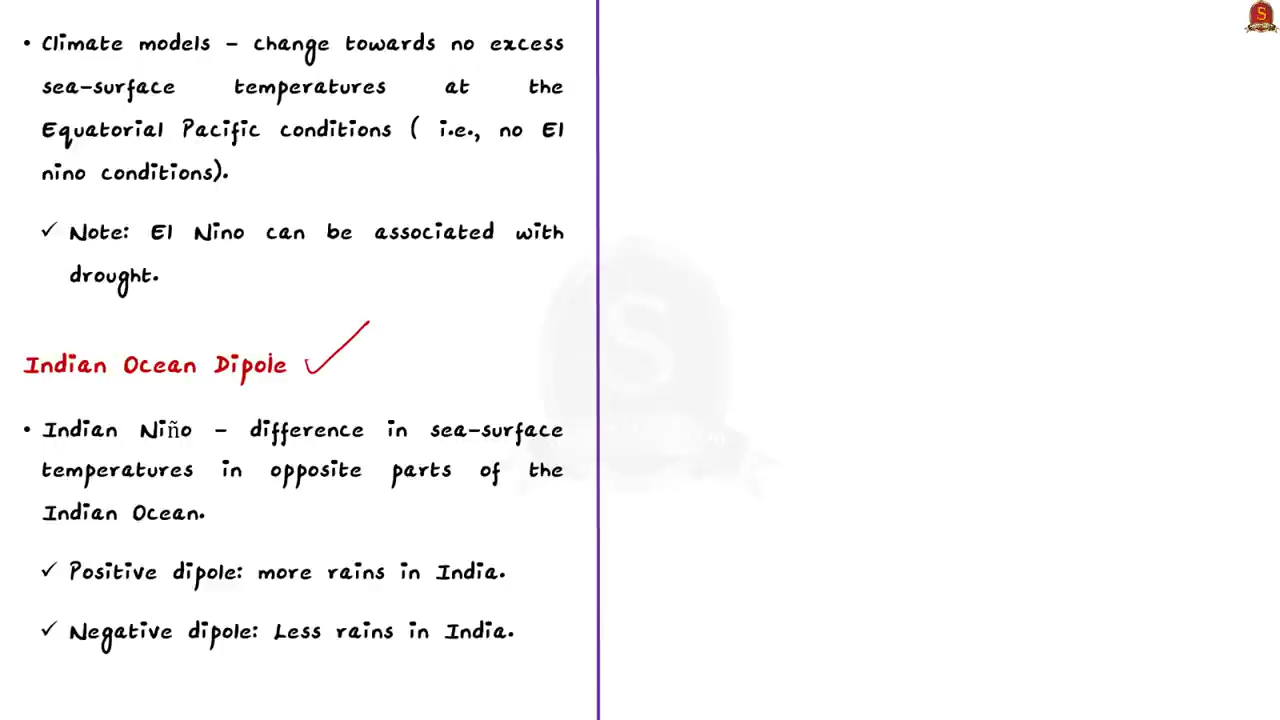 • Climate models – change towards no excess
sea-surface temperatures at the
Equatorial Pacific conditions ( i.e., no El
nino conditions).
✓ Note: El Nino can be associated with
drought.
Indian Ocean Dipole
• Indian Niño – difference in sea-surface
temperatures in opposite parts of the
Indian Ocean.
✓ Positive dipole: more rains in India.
✓ Negative dipole: Less rains in India.
S
S